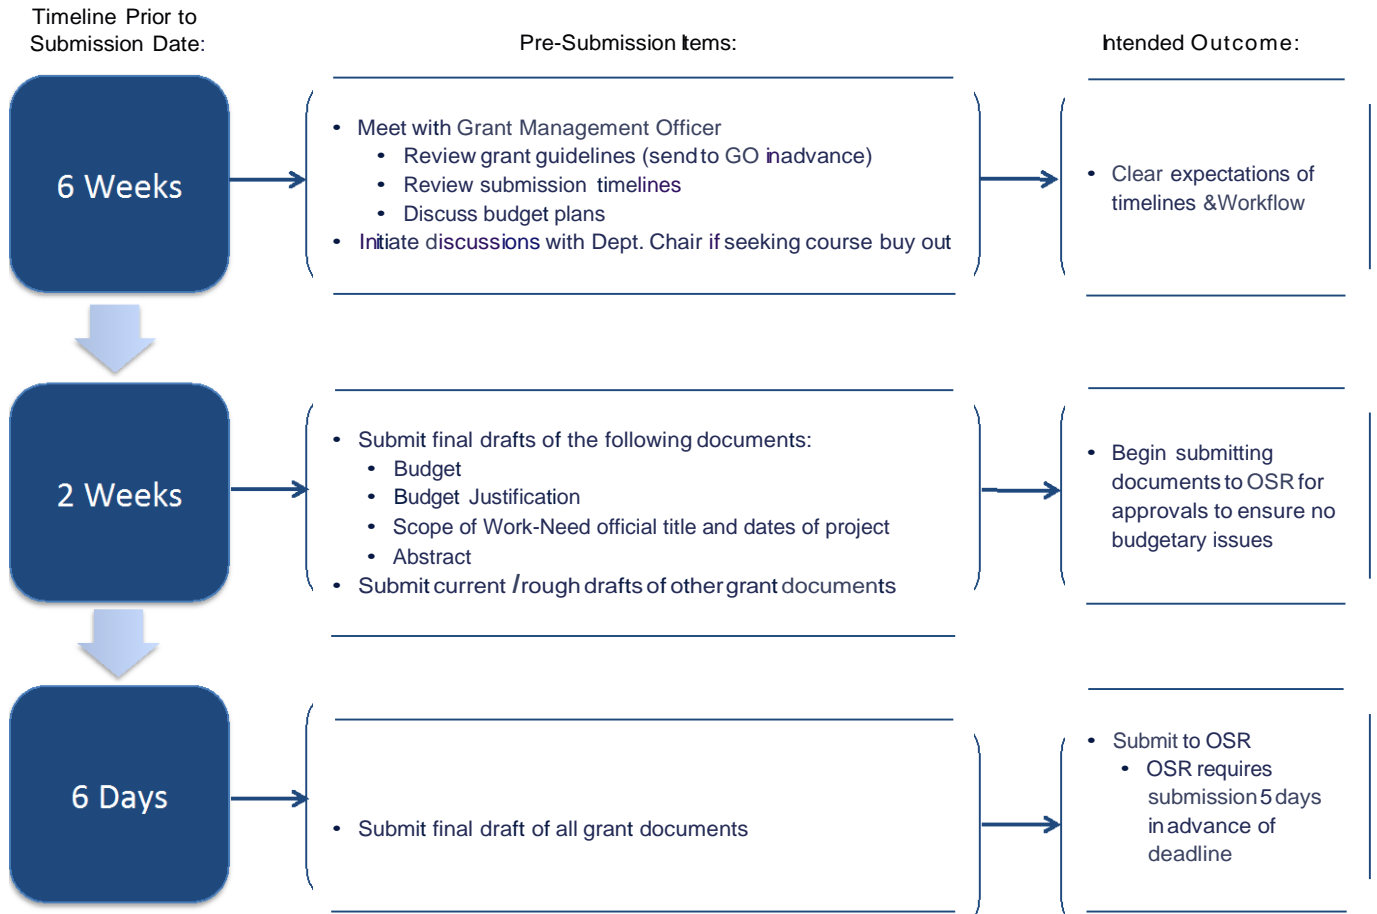 Timeline Prior to
Submission Date:
Pre-Submission Items:
Intended Outcome:
6 Weeks
• Meet with Grant Management Officer
• Review grant guidelines (send to GO in advance)
• Review submission timelines
• Discuss budget plans
• Initiate discussions with Dept. Chair if seeking course buy out
• Clear expectations of
timelines &Workflow
2 Weeks
• Submit final drafts of the following documents:
• Budget
• Budget Justification
• Scope of Work-Need official title and dates of project
• Abstract
• Submit current / rough drafts of other grant documents
• Begin submitting
documents to OSR for
approvals to ensure no
budgetary issues
6 Days
• Submit final draft of all grant documents
• Submit to OSR
• OSR requires
submission 5 days
in advance of
deadline